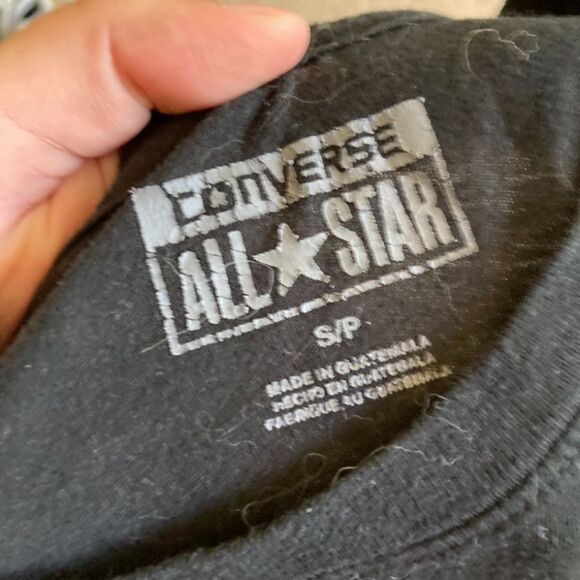 CONVERSE
ALL★STAR
S/P
MADE IN GUATEMALA
HECHO EN GUATEMALA
FABRIQUE AU GUATEMALA